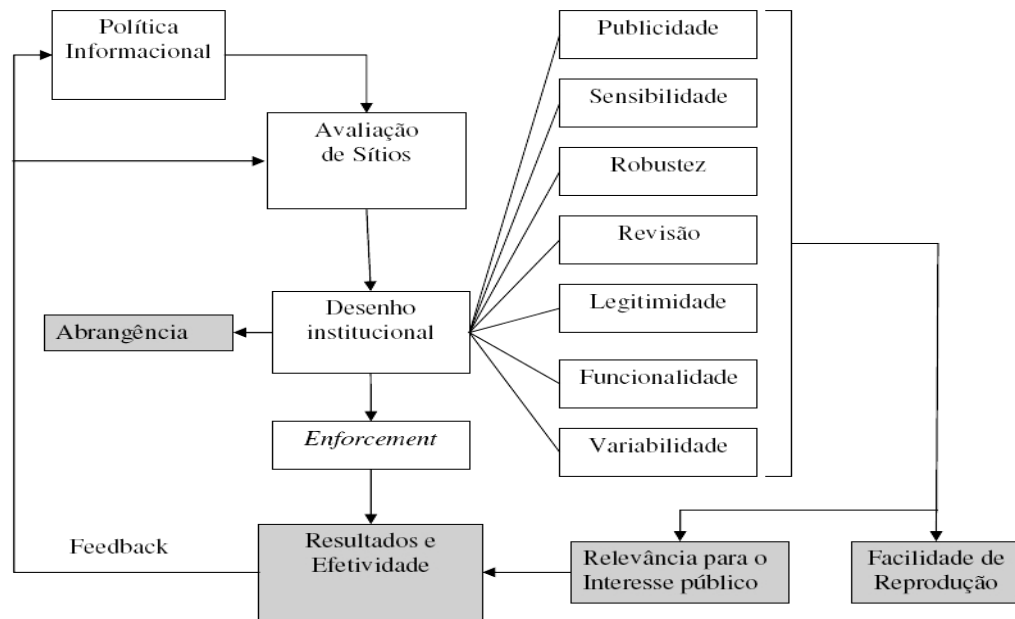 Política
Informacional
Publicidade
Sensibilidade
Avaliação
de Sítios
Robustez
Revisão
Desenho
institucional
Legitimidade
Abrangência
Funcionalidade
Enforcement
Variabilidade
Feedback
Resultados e
Efetividade
Relevância para o
Interesse público
Facilidade de
Reprodução